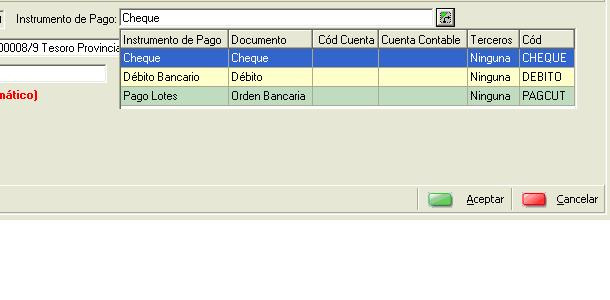 Instrumento de Pago: Cheque
Instrumento de Pago Documento Cód Cuenta Cuenta Contable Terceros Cód
00008/9 Tesoro Provincia
Cheque Cheque Ninguna CHEQUE
Débito Bancario Débito Ninguna DEBITO
mático)
Pago Lotes Orden Bancaria Ninguna PAGCUT
Aceptar Cancelar